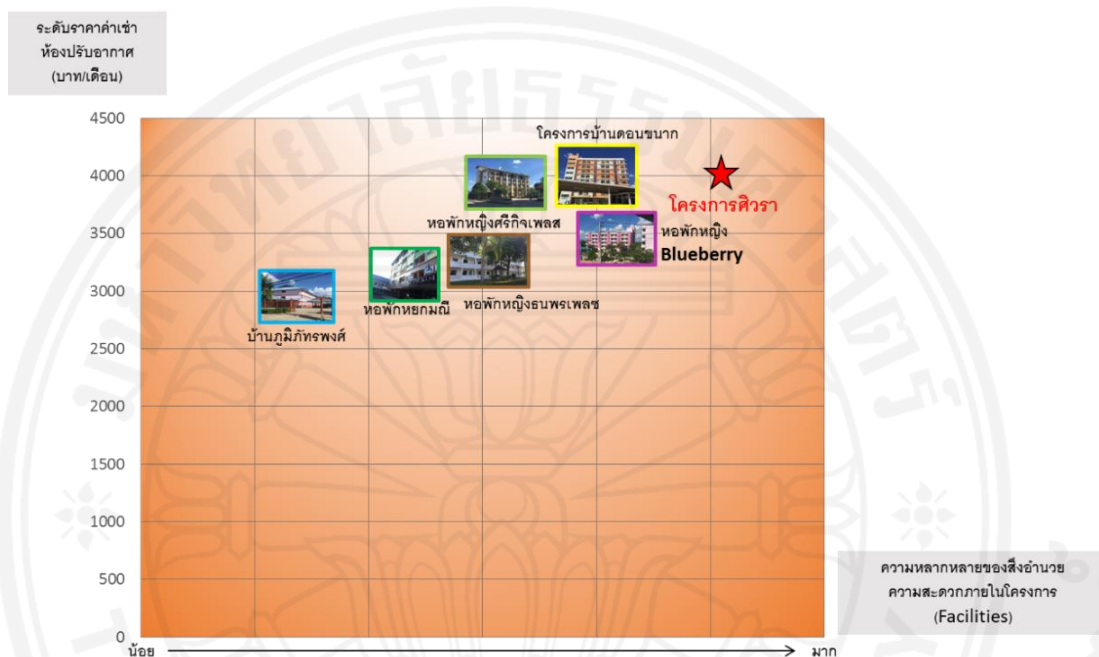 ระดับราคาค่าเช่า
ห้องปรับอากาศ
(บาท/เดือน)
4500
4000
3500
3000
2500
2000
1500
1000
500
0
โครงการบ้านดอนขนาก
โครงการศิวรา
หอพักหญิงศรีกิจเพลส
หอพักหญิง
Blueberry
หอพักหยกมณี
หอพักหญิงธนพรเพลซ
บ้านภูมิภัทรพงศ์
ความหลากหลายของสิ่งอำนวย
ความสะดวกภายในโครงการ
(Facilities)
น้อย
มาก